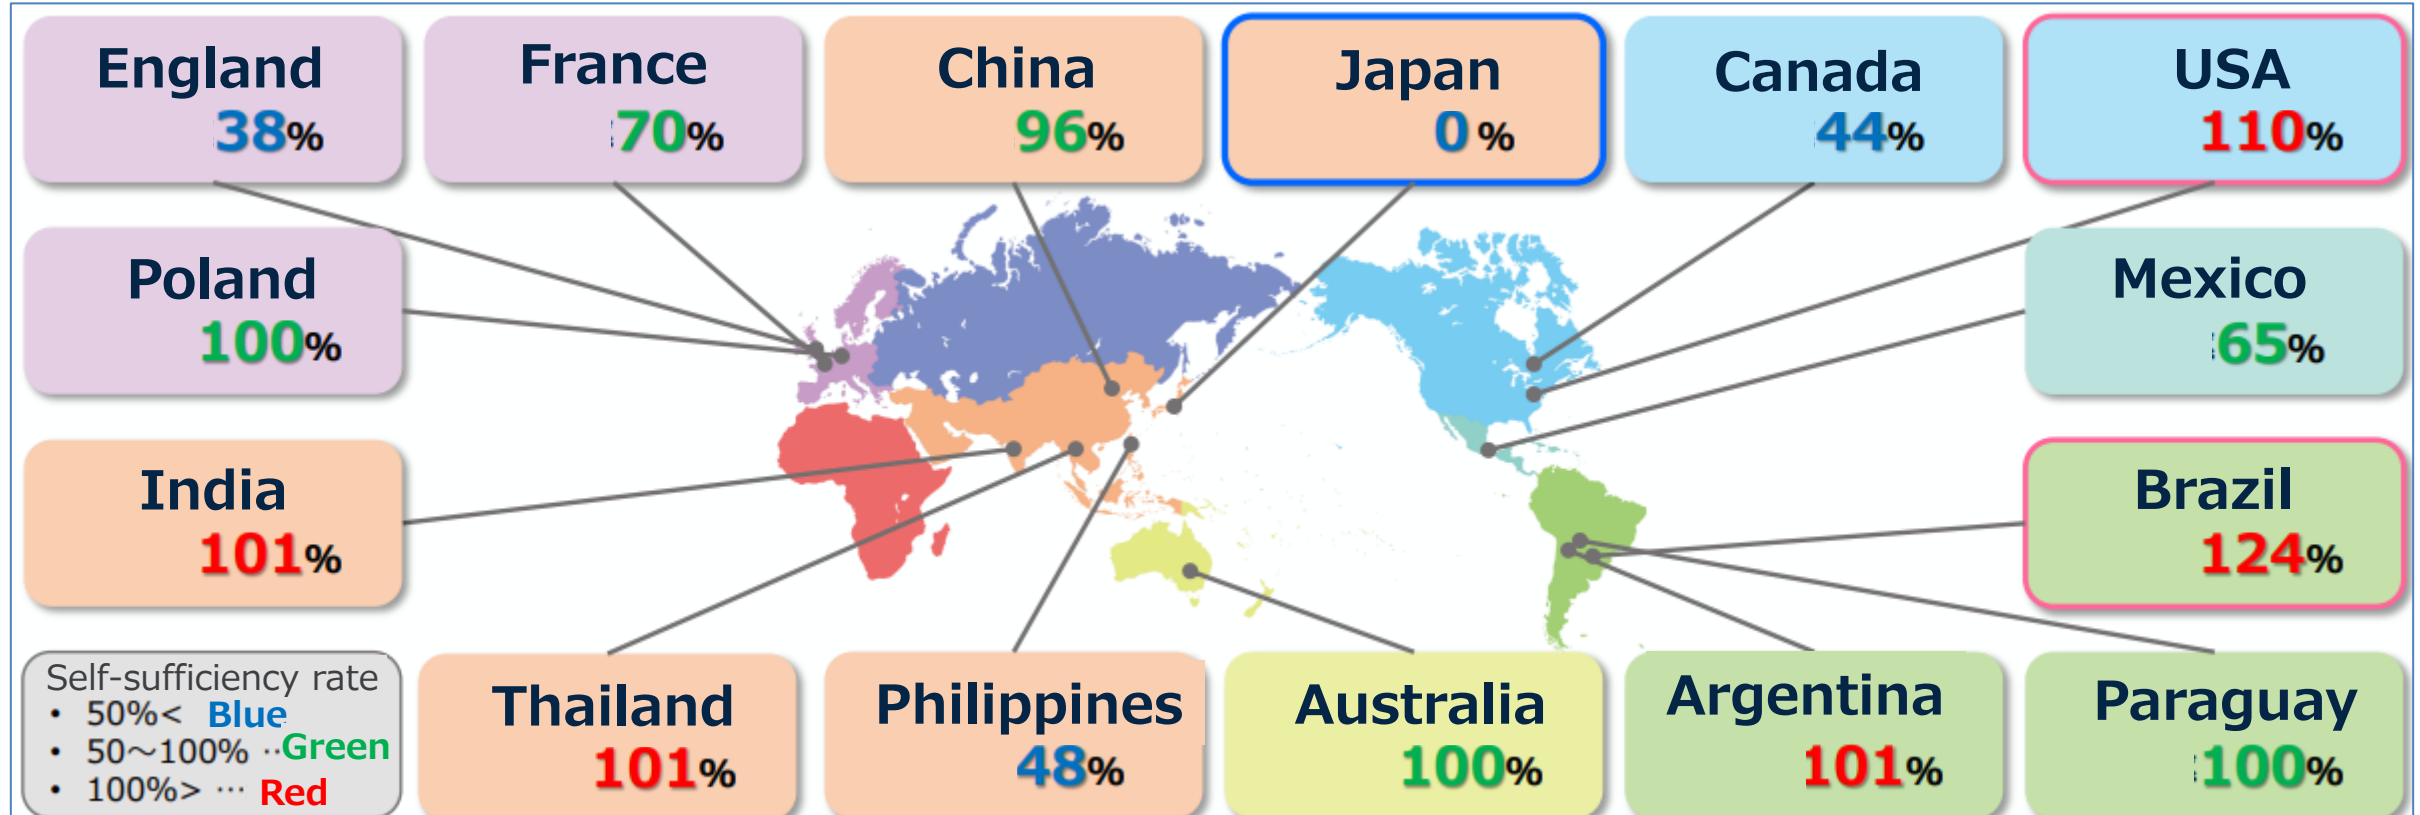 England
38%
France
70%
China
96%
Japan
0 %
Canada
44%
USA
110%
Poland
100%
Mexico
65%
India
101%
Brazil
124%
Self-sufficiency rate
• 50%< Blue
• 50～100% ‥Green
• 100%> … Red
Thailand
101%
Philippines
48%
Australia
100%
Argentina
101%
Paraguay
100%